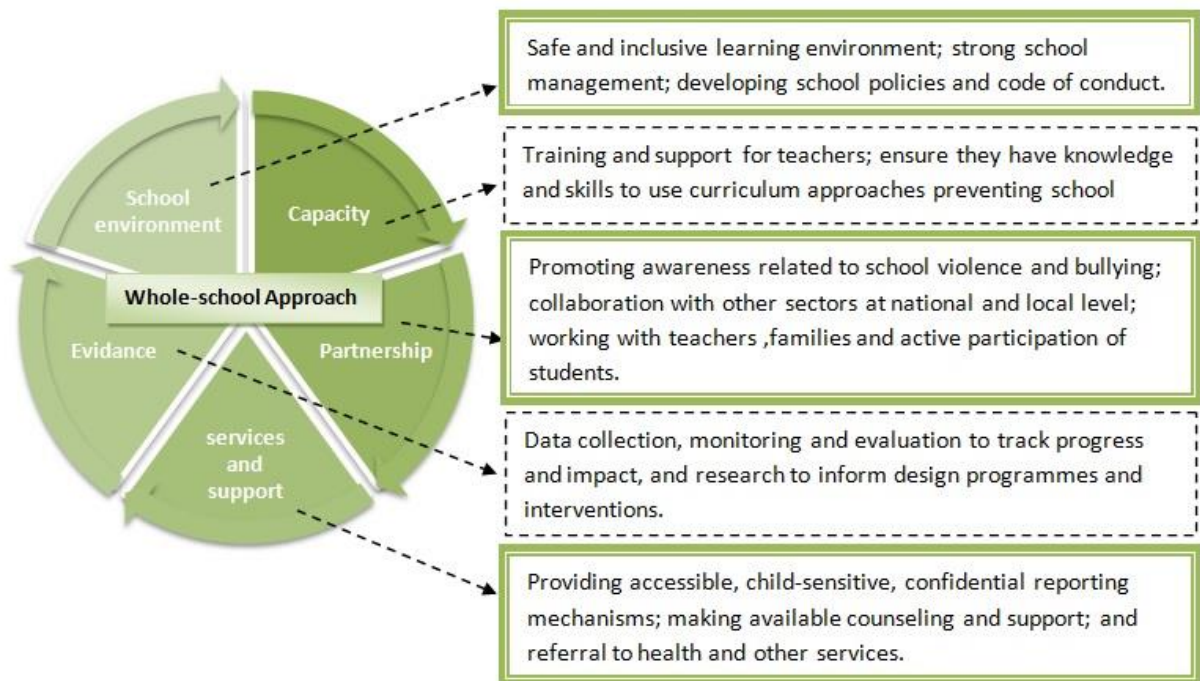 Safe and inclusive learning environment; strong school
management; developing school policies and code of conduct.
Training and support for teachers; ensure they have knowledge
and skills to use curriculum approaches preventing school
Promoting awareness related to school violence and bullying;
collaboration with other sectors at national and local level;
working with teachers ,families and active participation of
students.
Data collection, monitoring and evaluation to track progress
and impact, and research to inform design programmes and
interventions.
Providing accessible, child-sensitive, confidential reporting
mechanisms; making available counseling and support; and
referral to health and other services.
School
environment
Capacity
Whole-school Approach
Evidence
Partnership
services
and
support